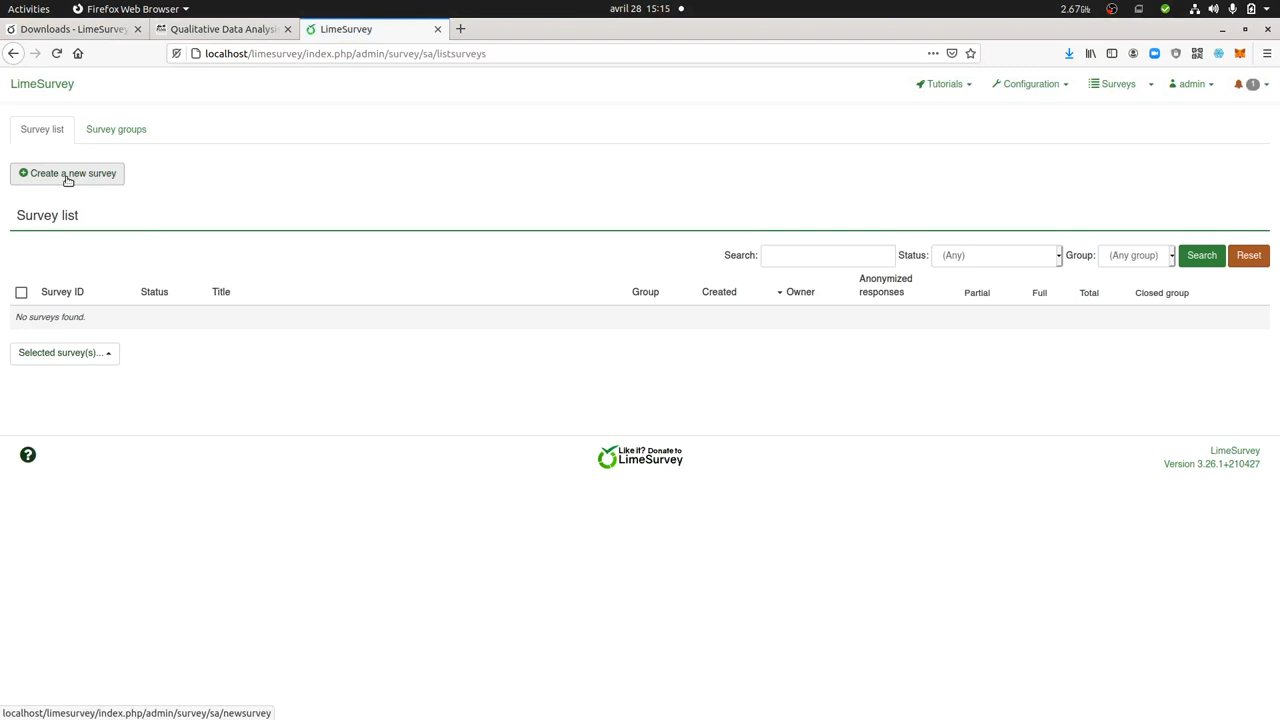 Activities Firefox Web Browser avril 28 15:15 2.67GHz
Downloads - LimeSurvey Qualitative Data Analysis LimeSurvey
localhost/limesurvey/index.php/admin/survey/sa/listsurveys
LimeSurvey Tutorials Configuration Surveys admin 1
Survey list Survey groups
Create a new survey
Survey list
Search: Status: (Any) Group: (Any group) Search Reset
Survey ID Status Title Group Created Owner Anonymized responses Partial Full Total Closed group
No surveys found.
Selected survey(s)...
Like it? Donate to
LimeSurvey
LimeSurvey
Version 3.26.1+210427
localhost/limesurvey/index.php/admin/survey/sa/newsurvey